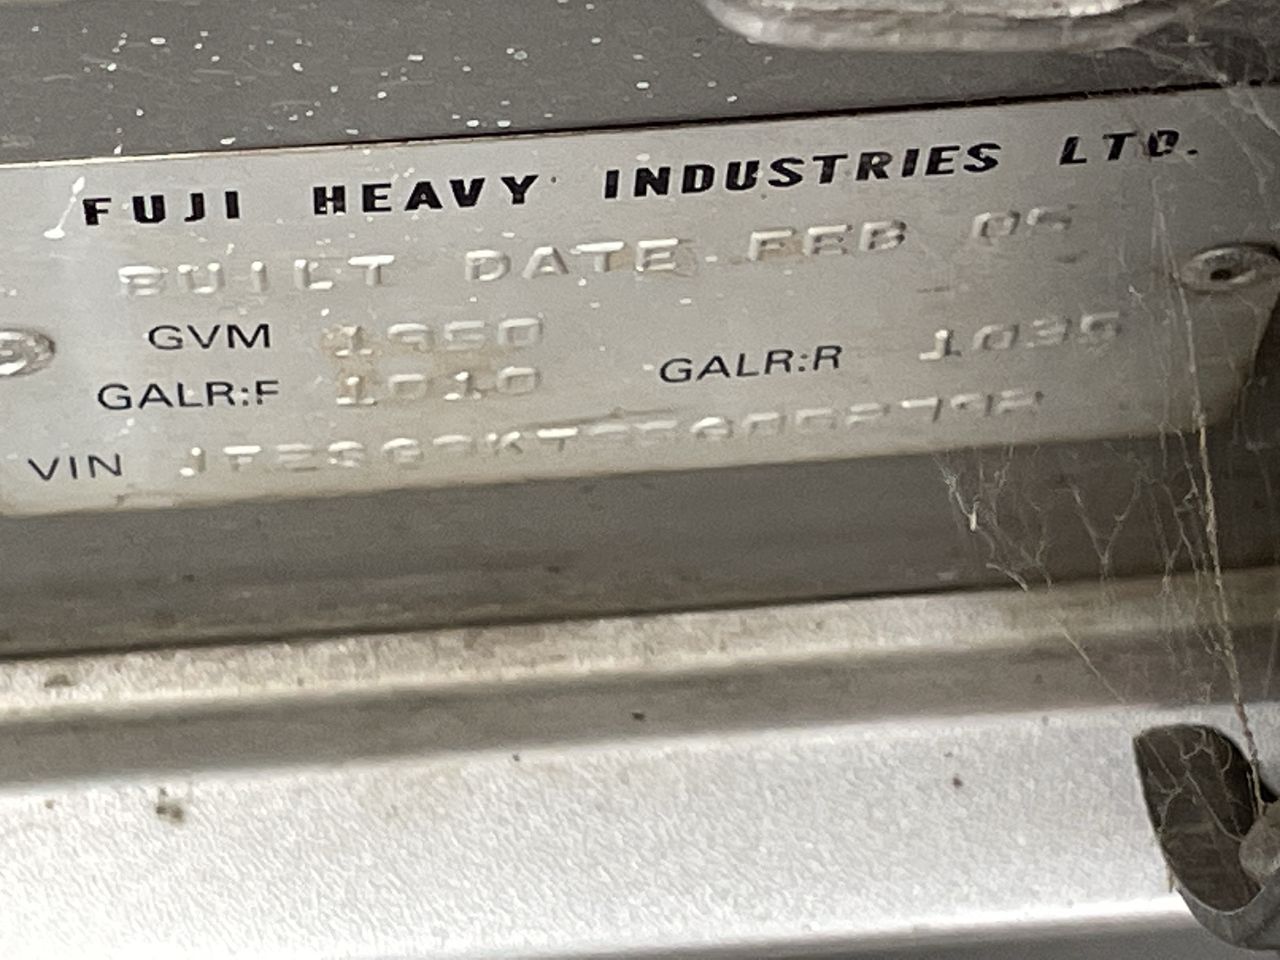 FUJI HEAVY INDUSTRIES LTD.
BUILT DATE. FEB 05
GVM 1950
GALR:F 1010 GALR:R 1035
VIN